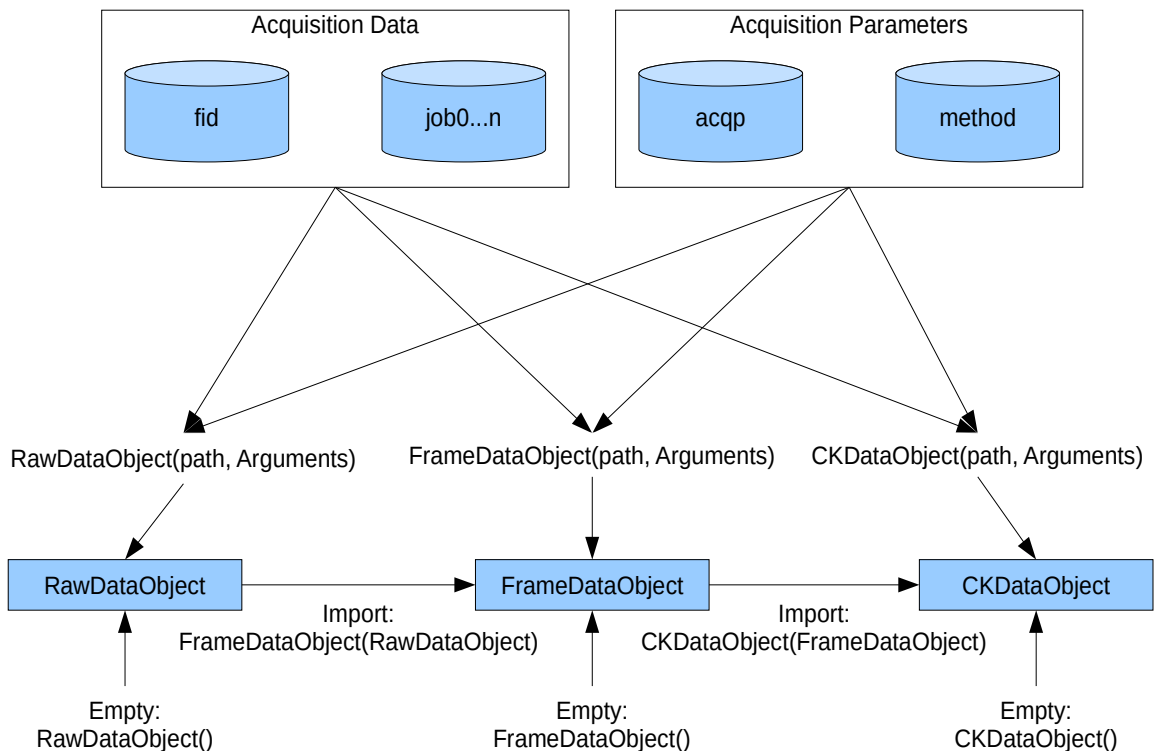 Acquisition Data
Acquisition Parameters
fid
job0...n
acqp
method
RawDataObject(path, Arguments)
FrameDataObject(path, Arguments)
CKDataObject(path, Arguments)
RawDataObject
FrameDataObject
CKDataObject
Import:
FrameDataObject(RawDataObject)
Import:
CKDataObject(FrameDataObject)
Empty:
RawDataObject()
Empty:
FrameDataObject()
Empty:
CKDataObject()